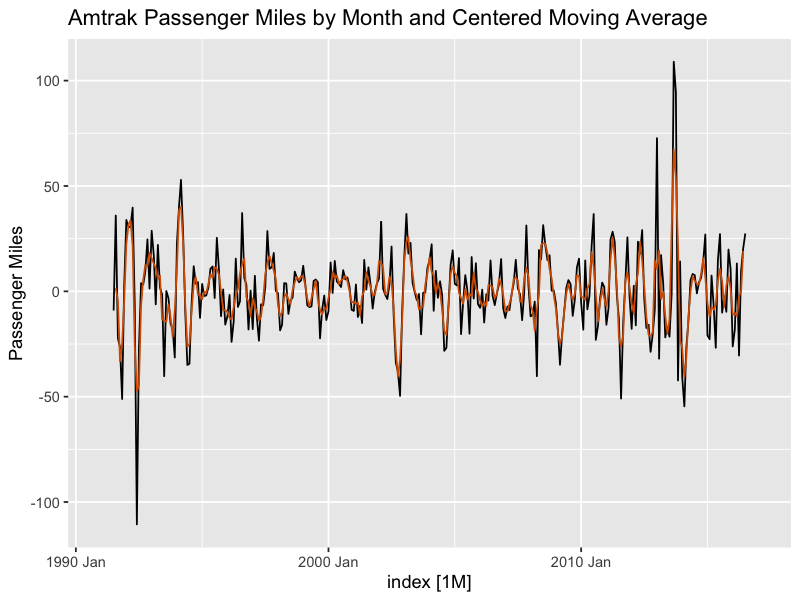 Amtrak Passenger Miles by Month and Centered Moving Average
Passenger Miles
100
50
0
-50
-100
1990 Jan
2000 Jan
2010 Jan
index [1M]